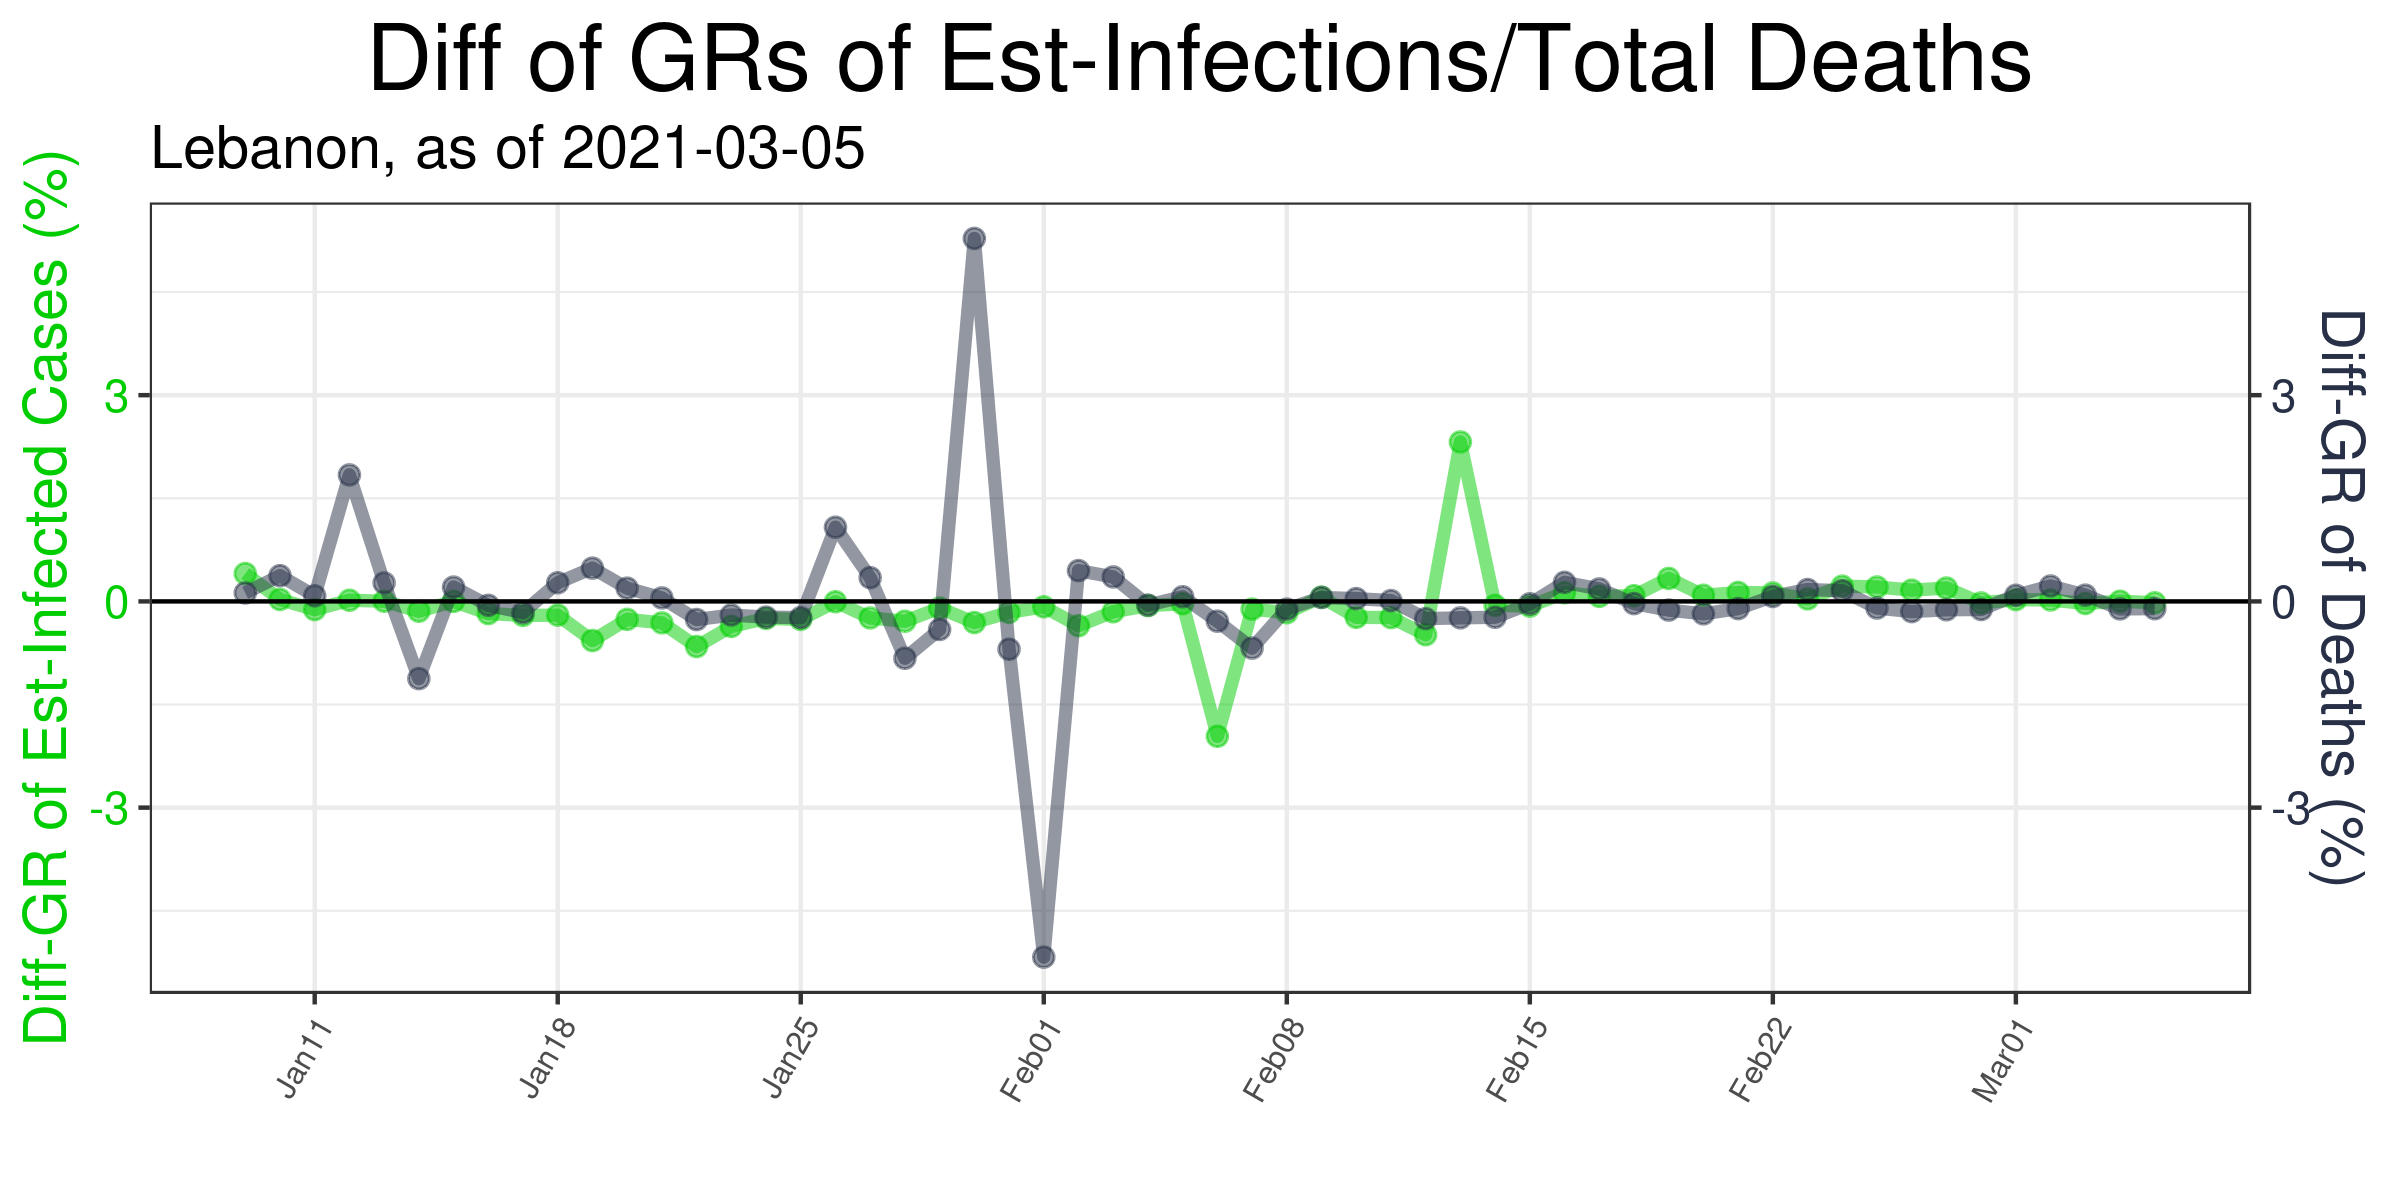 Diff of GRs of Est-Infections/Total Deaths
Lebanon, as of 2021-03-05
Diff-GR of Est-Infected Cases (%)
3
0
-3
3
0
-3
Diff-GR of Deaths (%)
Jan11
Jan18
Jan25
Feb01
Feb08
Feb15
Feb22
Mar01